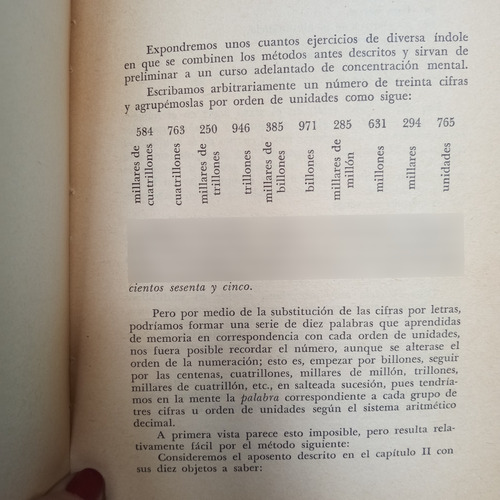 Expondremos unos cuantos ejercicios de diversa índole
en que se combinen los métodos antes descritos y sirvan de
preliminar a un curso adelantado de concentración mental.
Escribamos arbitrariamente un número de treinta cifras
y agrupémoslas por orden de unidades como sigue:
584 763 250 946 385 971 285 631 294 765
millares de cuatrillones
cuatrillones
millares de trillones
trillones
millares de billones
billones
millares de millón
millones
millares
unidades
cientos sesenta y cinco.
Pero por medio de la substitución de las cifras por letras,
podríamos formar una serie de diez palabras que aprendidas
de memoria en correspondencia con cada orden de unidades,
nos fuera posible recordar el número, aunque se alterase el
orden de la numeración; esto es, empezar por billones, seguir
por las centenas, cuatrillones, millares de millón, trillones,
millares de cuatrillón, etc., en salteada sucesión, pues tendría-
mos en la mente la palabra correspondiente a cada grupo de
tres cifras u orden de unidades según el sistema aritmético
decimal.
A primera vista parece esto imposible, pero resulta rela-
tivamente fácil por el método siguiente:
Consideremos el aposento descrito en el capítulo II con
sus diez objetos a saber: